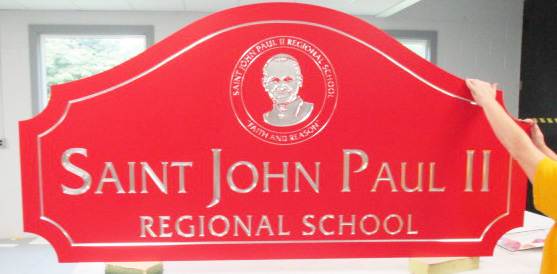 SAINT JOHN PAUL II REGIONAL SCHOOL
"FAITH AND REASON"
SAINT JOHN PAUL II
REGIONAL SCHOOL